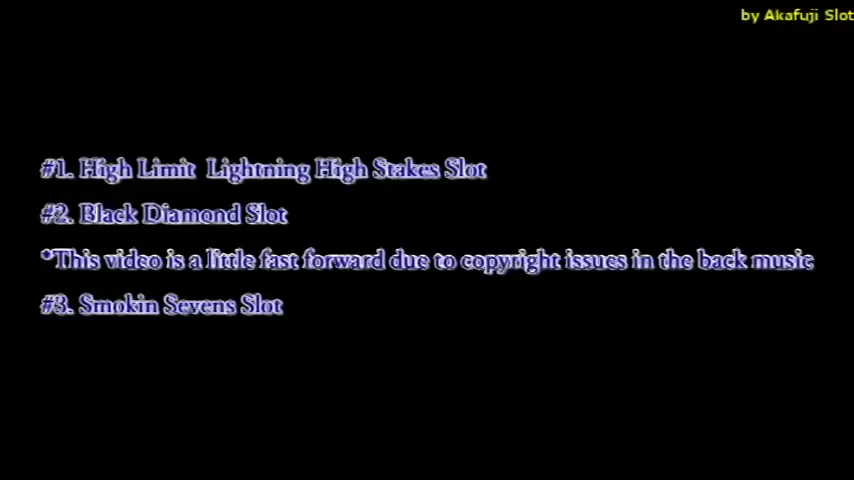 by Akafuji Slot
#1. High Limit  Lightning High Stakes Slot
#2. Black Diamond Slot
*This video is a little fast forward due to copyright issues in the back music
#3. Smokin Sevens Slot